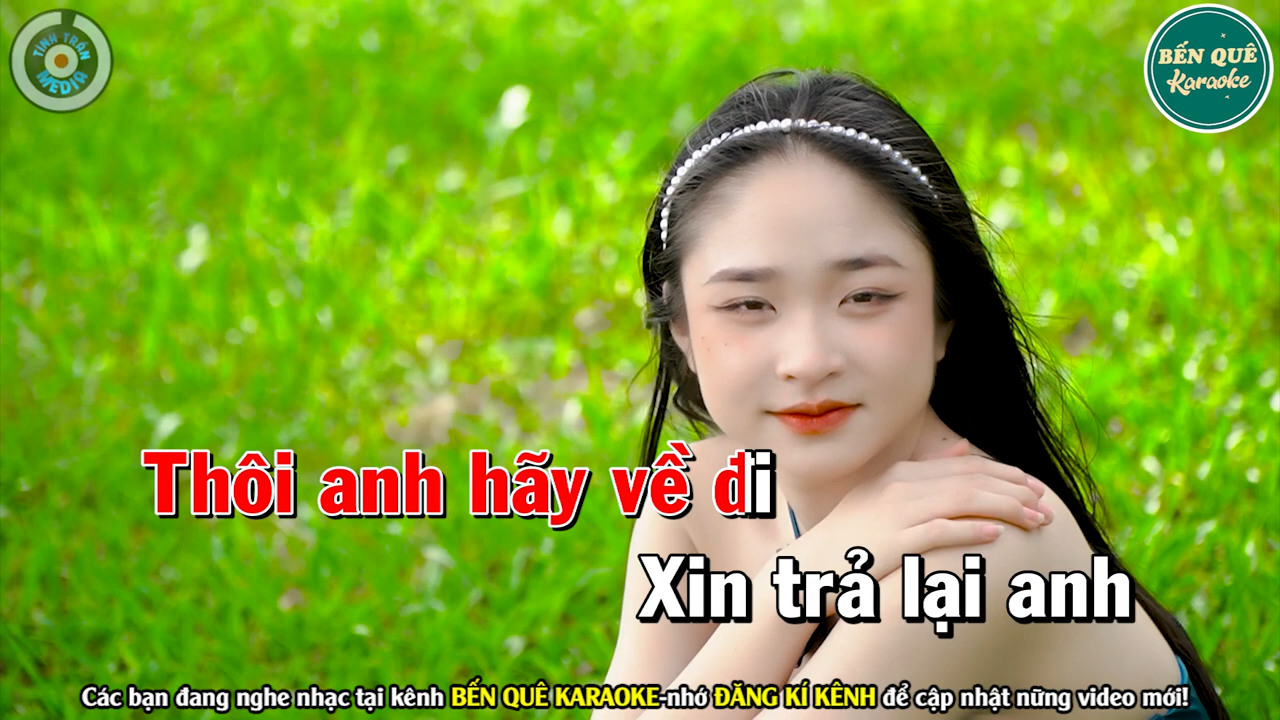 TÌNH TRẦN
MEDIA
BẾN QUÊ
Karaoke
Thôi anh hãy về đi
Xin trả lại anh
Các bạn đang nghe nhạc tại kênh BẾN QUÊ KARAOKE-nhớ ĐĂNG KÍ KÊNH để cập nhật nững video mới!